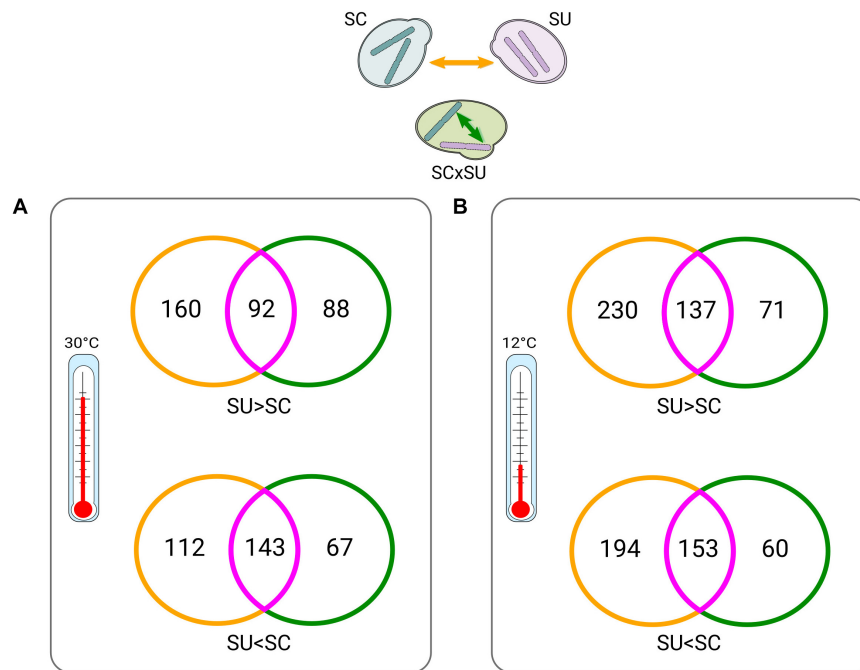 SC SU
SCxSU
A B
160 92 88 230 137 71
30°C 12°C
SU>SC SU>SC
112 143 67 194 153 60
SU<SC SU<SC